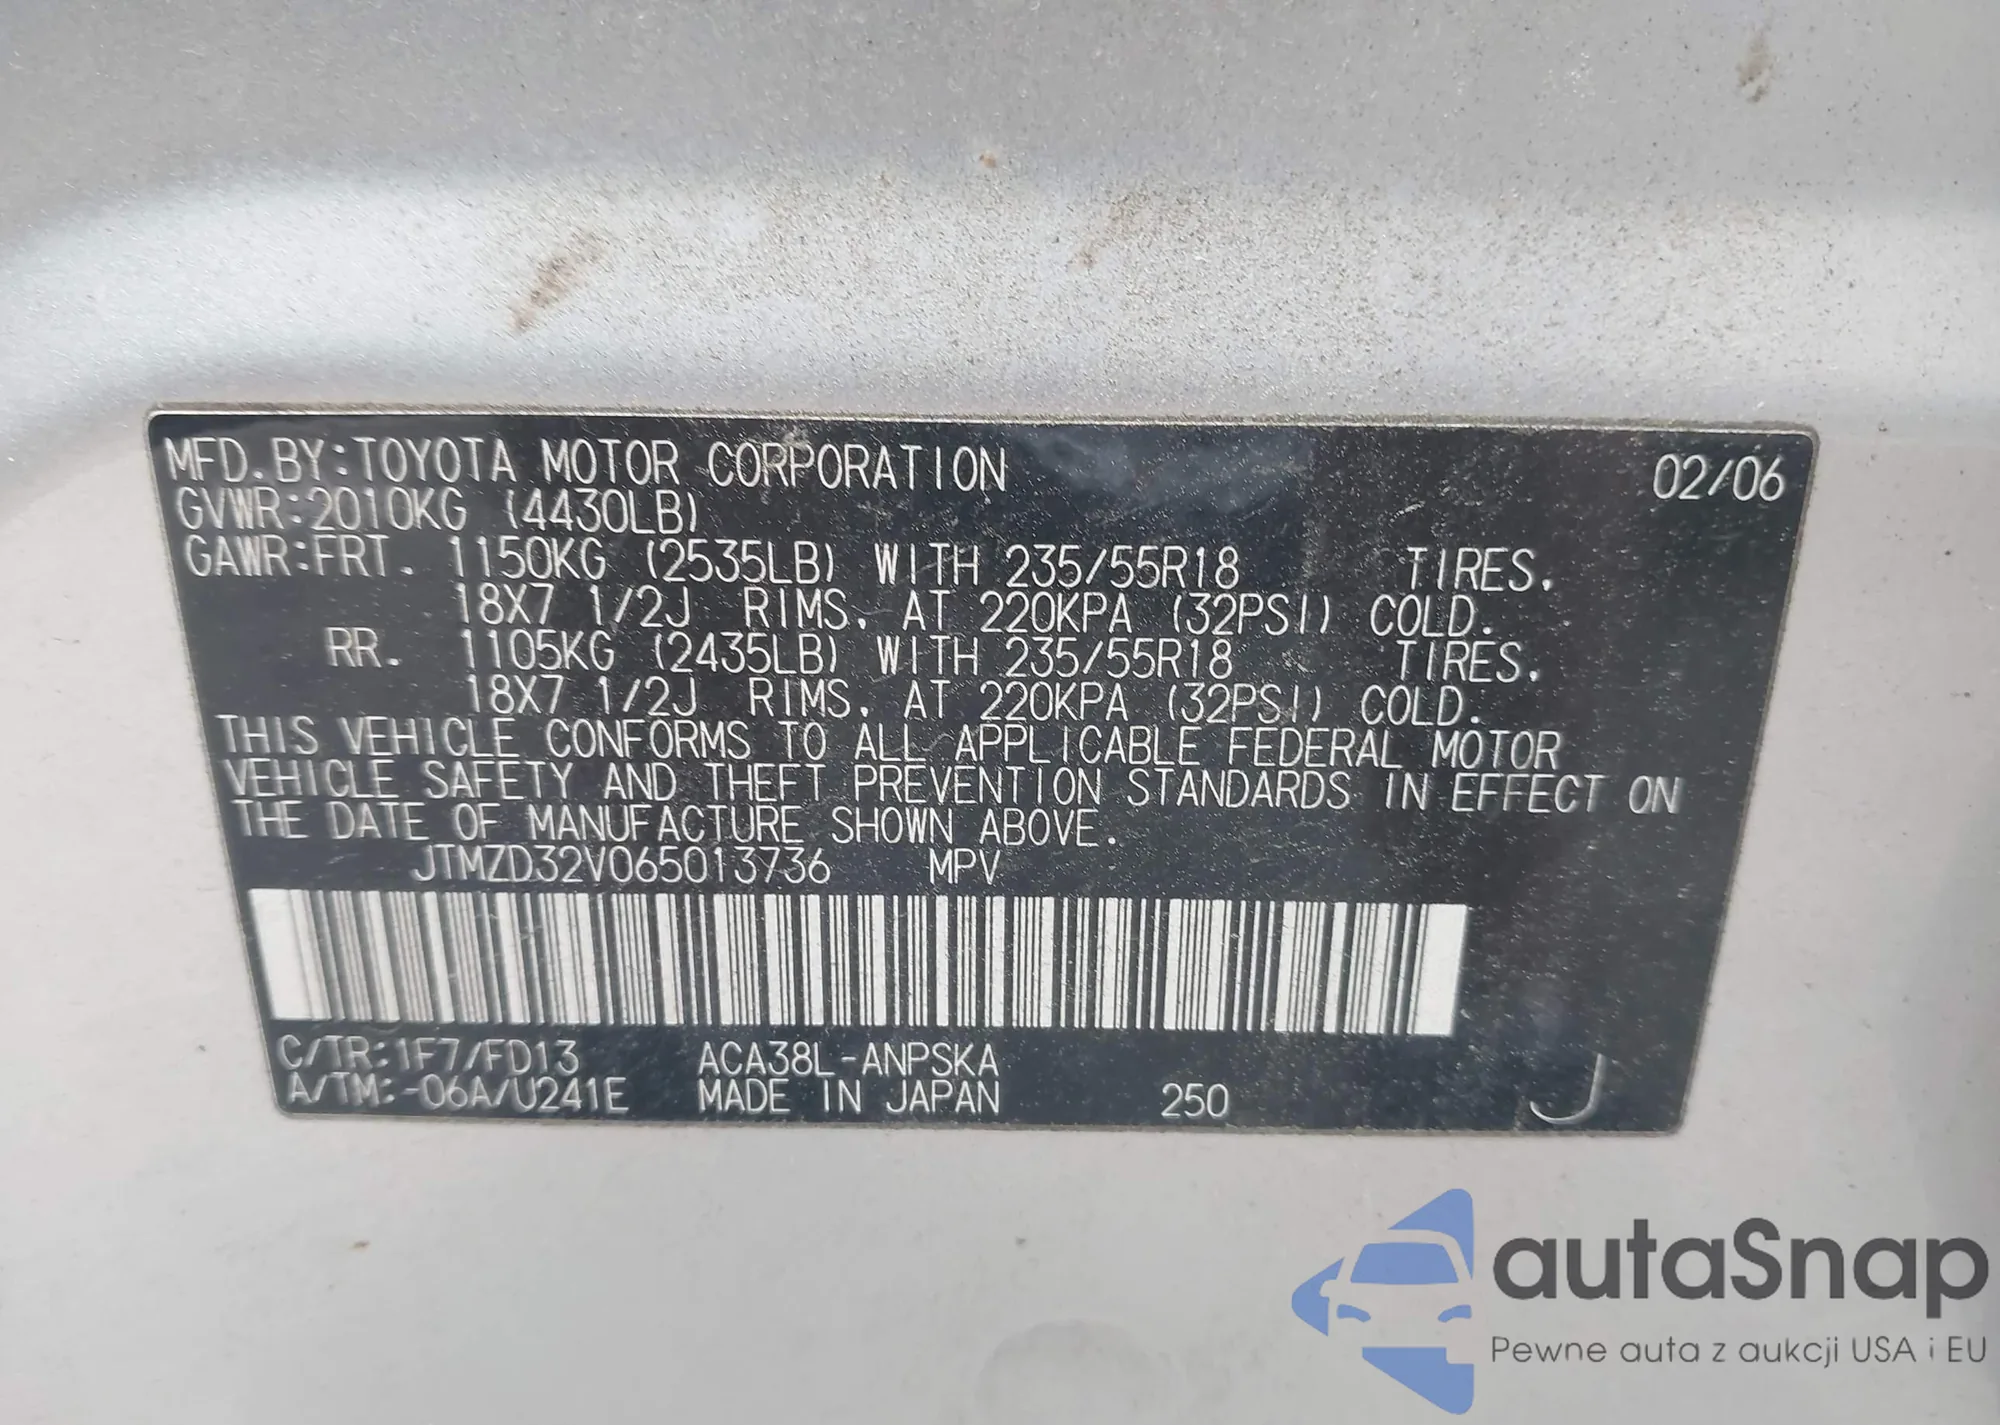 MFD.BY:TOYOTA MOTOR CORPORATION 02/06
GVWR:2010KG (4430LB)
GAWR:FRT. 1150KG (2535LB) WITH 235/55R18 TIRES,
18X7 1/2J RIMS, AT 220KPA (32PSI) COLD.
RR. 1105KG (2435LB) WITH 235/55R18 TIRES,
18X7 1/2J RIMS, AT 220KPA (32PSI) COLD.
THIS VEHICLE CONFORMS TO ALL APPLICABLE FEDERAL MOTOR
VEHICLE SAFETY AND THEFT PREVENTION STANDARDS IN EFFECT ON
THE DATE OF MANUFACTURE SHOWN ABOVE.
JTMZD32V065013736 MPV
C/TR:1F7/FD13 ACA38L-ANPSKA
A/TM:-06A/U241E MADE IN JAPAN 250 J
autaSnap
Pewne auta z aukcji USA i EU